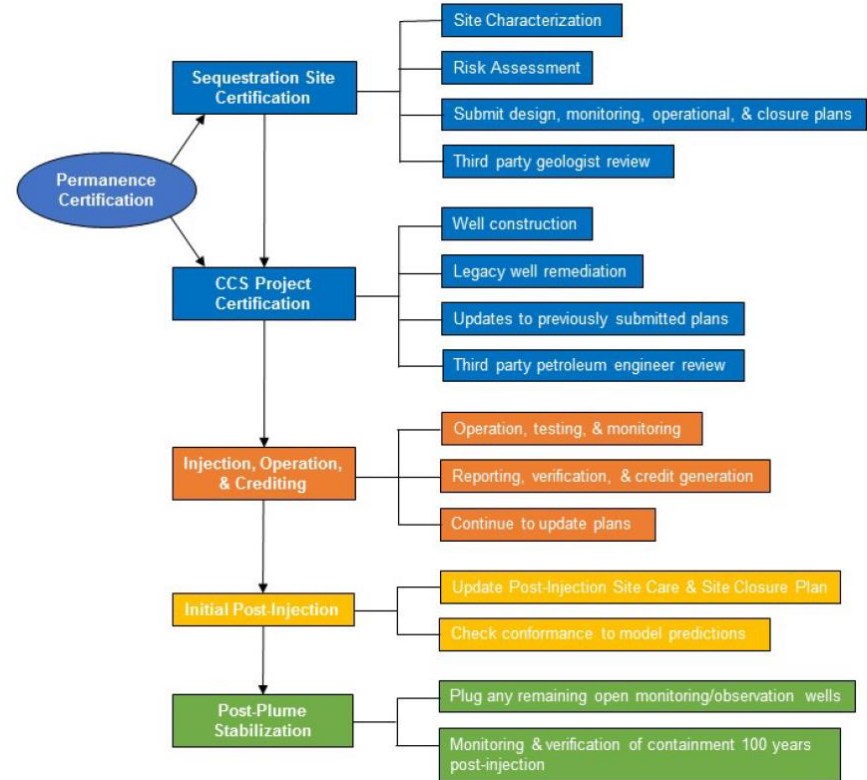 Site Characterization
Sequestration Site
Certification
Risk Assessment
Submit design, monitoring, operational, & closure plans
Third party geologist review
Permanence
Certification
Well construction
CCS Project
Certification
Legacy well remediation
Updates to previously submitted plans
Third party petroleum engineer review
Operation, testing, & monitoring
Injection, Operation,
& Crediting
Reporting, verification, & credit generation
Continue to update plans
Update Post-Injection Site Care & Site Closure Plan
Initial Post-Injection
Check conformance to model predictions
Plug any remaining open monitoring/observation wells
Post-Plume
Stabilization
Monitoring & verification of containment 100 years
post-injection